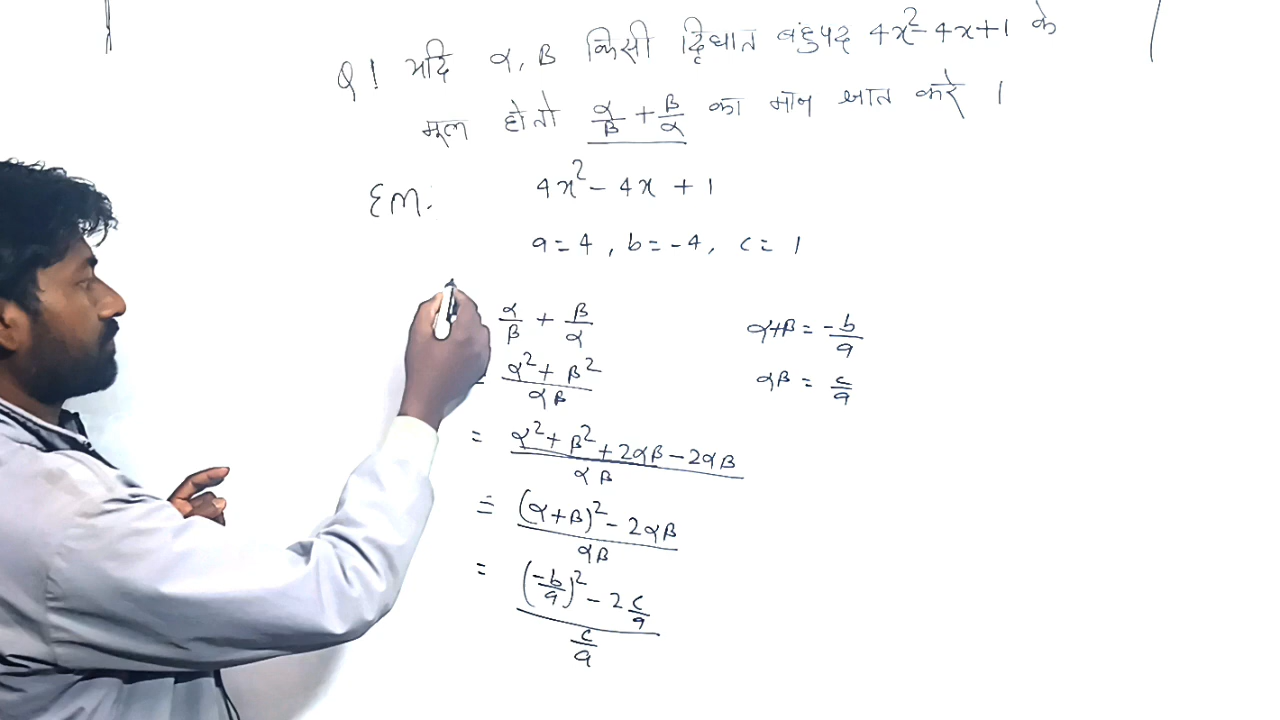 Q 1 यदि α, β किसी द्विघात बहुपद 4x²-4x+1 के
मूल हो तो α/β + β/α का मान ज्ञात करे ।
4x² - 4x + 1
a = 4 , b = -4, c = 1
α/β + β/α
α+β = -b/a
= α² + β² / αβ
αβ = c/a
= α² + β² + 2αβ - 2αβ / αβ
= (α+β)² - 2αβ / αβ
= (-b/a)² - 2 c/a / c/a